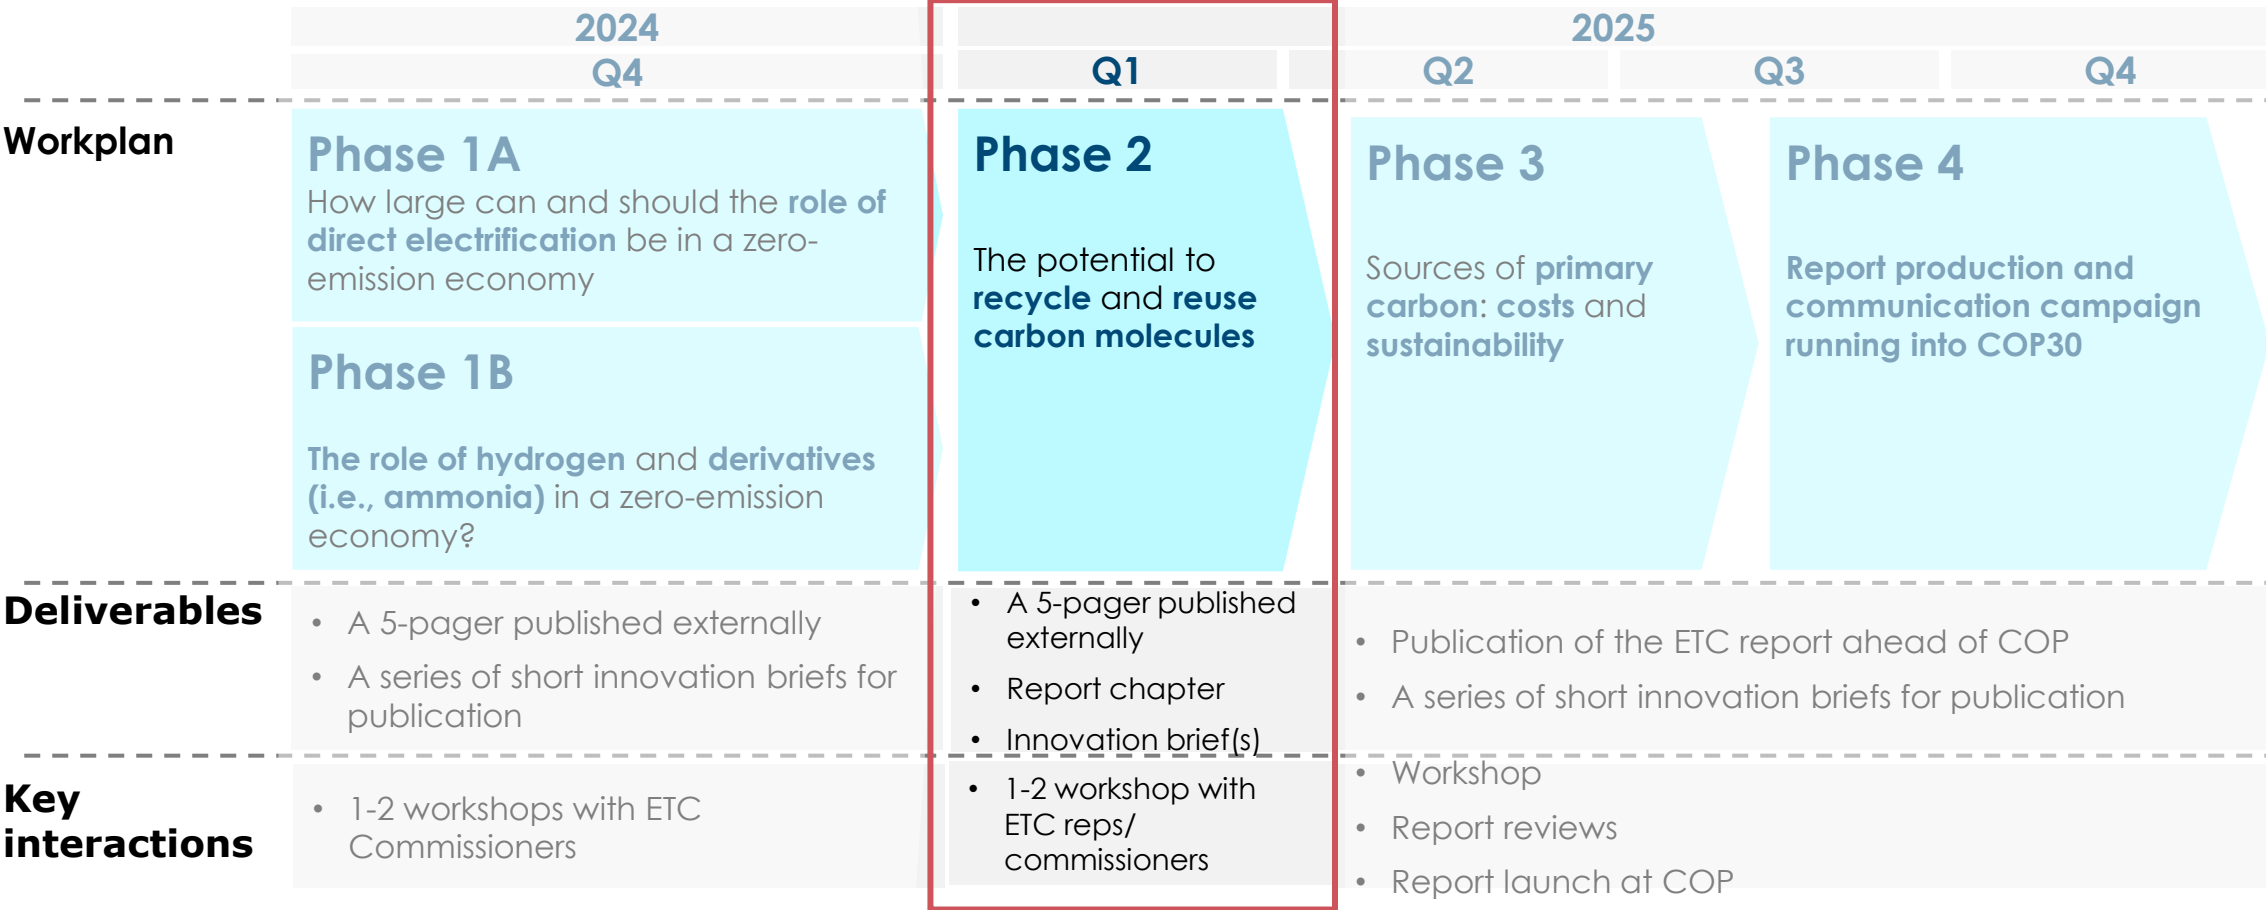 2024
2025
Q4
Q1
Q2
Q3
Q4
Workplan
Phase 1A
How large can and should the role of
direct electrification be in a zero-
emission economy
Phase 1B
The role of hydrogen and derivatives
(i.e., ammonia) in a zero-emission
economy?
Phase 2
The potential to
recycle and reuse
carbon molecules
Phase 3
Sources of primary
carbon: costs and
sustainability
Phase 4
Report production and
communication campaign
running into COP30
Deliverables
• A 5-pager published externally
• A series of short innovation briefs for
publication
• A 5-pager published
externally
• Report chapter
• Innovation brief(s)
• Publication of the ETC report ahead of COP
• A series of short innovation briefs for publication
Key
interactions
• 1-2 workshops with ETC
Commissioners
• 1-2 workshop with
ETC reps/
commissioners
• Workshop
• Report reviews
• Report launch at COP